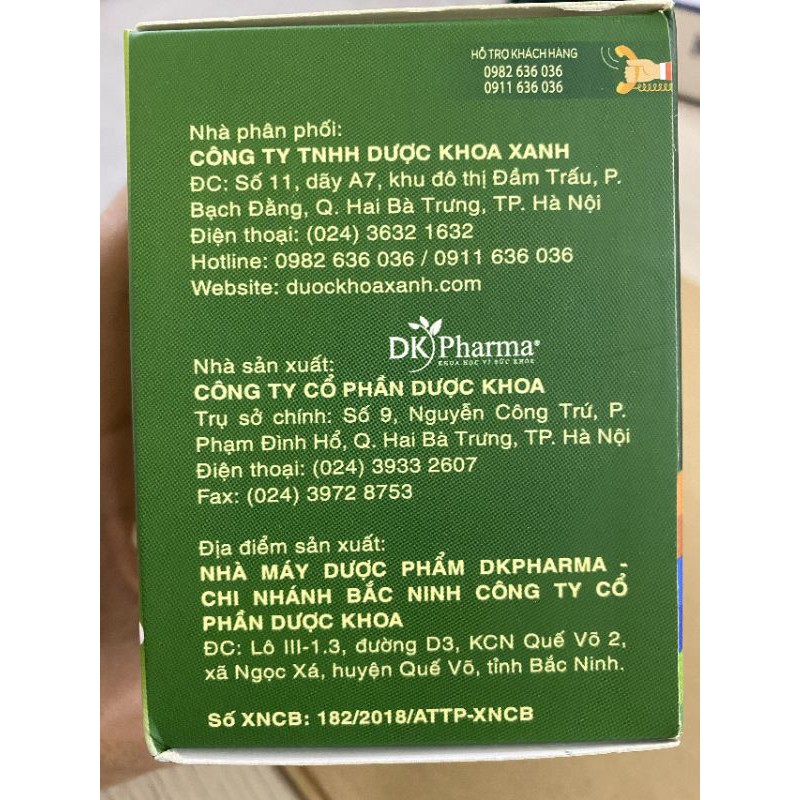 HỖ TRỢ KHÁCH HÀNG
0982 636 036
0911 636 036
Nhà phân phối:
CÔNG TY TNHH DƯỢC KHOA XANH
ĐC: Số 11, dãy A7, khu đô thị Đầm Trấu, P.
Bạch Đằng, Q. Hai Bà Trưng, TP. Hà Nội
Điện thoại: (024) 3632 1632
Hotline: 0982 636 036 / 0911 636 036
Website: duockhoaxanh.com
DK Pharma®
KHOA HỌC VÌ SỨC KHỎE
Nhà sản xuất:
CÔNG TY CỔ PHẦN DƯỢC KHOA
Trụ sở chính: Số 9, Nguyễn Công Trứ, P.
Phạm Đình Hổ, Q. Hai Bà Trưng, TP. Hà Nội
Điện thoại: (024) 3933 2607
Fax: (024) 3972 8753
Địa điểm sản xuất:
NHÀ MÁY DƯỢC PHẨM DKPHARMA -
CHI NHÁNH BẮC NINH CÔNG TY CỔ
PHẦN DƯỢC KHOA
ĐC: Lô III-1.3, đường D3, KCN Quế Võ 2,
xã Ngọc Xá, huyện Quế Võ, tỉnh Bắc Ninh.
Số XNCB: 182/2018/ATTP-XNCB